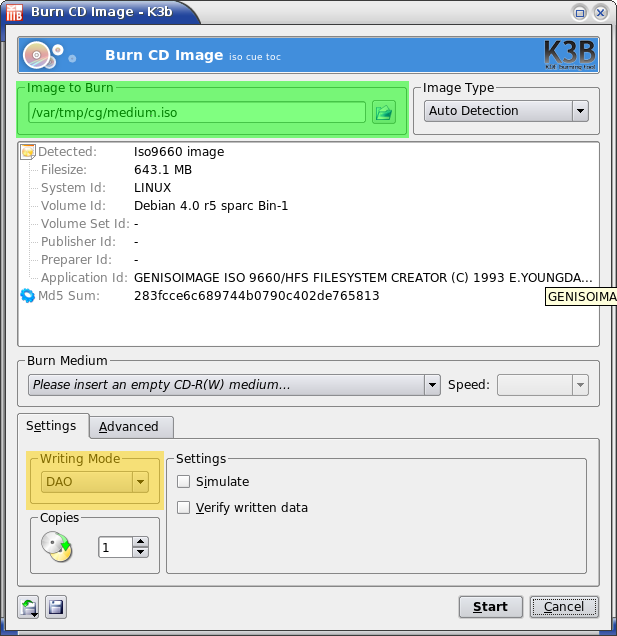 Burn CD Image - K3b
Burn CD Image iso cue toc
K3B
Image to Burn
/var/tmp/cg/medium.iso
Image Type
Auto Detection
Detected: Iso9660 image
Filesize: 643.1 MB
System Id: LINUX
Volume Id: Debian 4.0 r5 sparc Bin-1
Volume Set Id: -
Publisher Id: -
Preparer Id: -
Application Id: GENISOIMAGE ISO 9660/HFS FILESYSTEM CREATOR (C) 1993 E.YOUNGDA...
Md5 Sum: 283fcce6c689744b0790c402de765813
GENISOIMA
Burn Medium
Please insert an empty CD-R(W) medium...
Speed:
Settings
Advanced
Writing Mode
DAO
Settings
Simulate
Verify written data
Copies
1
Start
Cancel